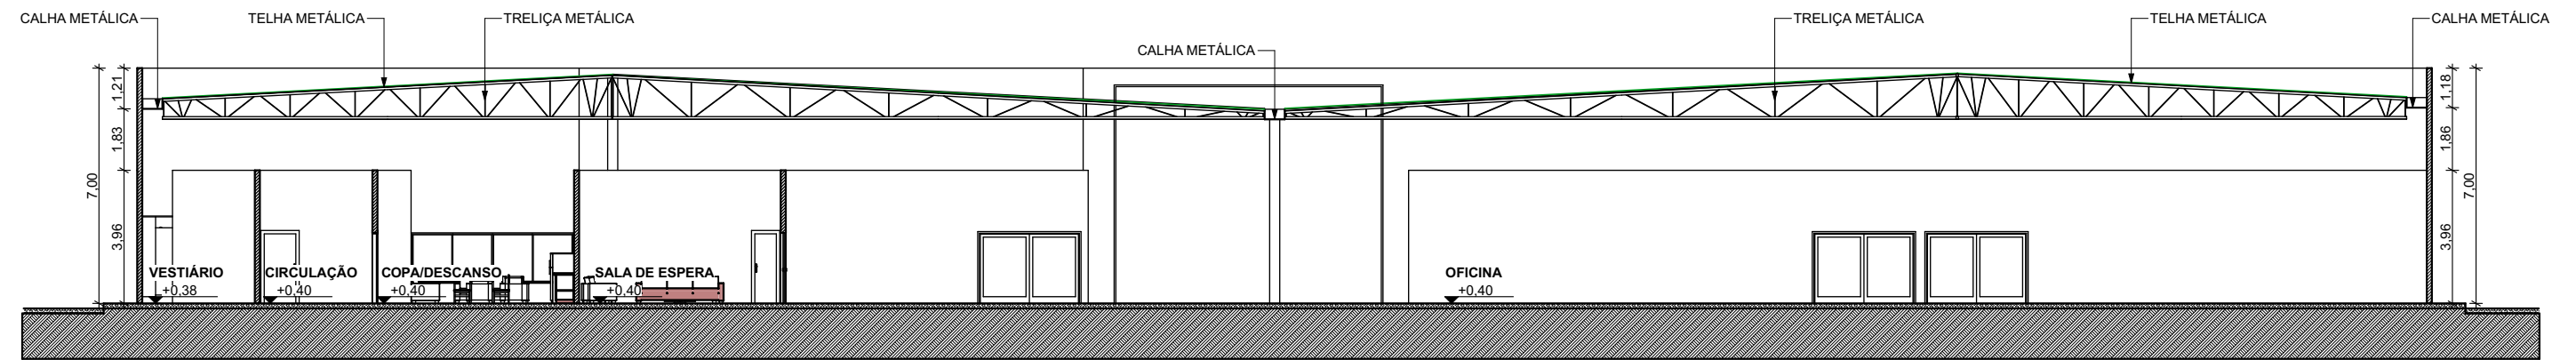 CALHA METÁLICA
TELHA METÁLICA
TRELIÇA METÁLICA
TRELIÇA METÁLICA
TELHA METÁLICA
CALHA METÁLICA
CALHA METÁLICA
1,21
1,83
3,96
7,00
1,18
1,86
3,96
7,00
VESTIÁRIO
+0,38
CIRCULAÇÃO
+0,40
COPA/DESCANSO
+0,40
SALA DE ESPERA
+0,40
OFICINA
+0,40